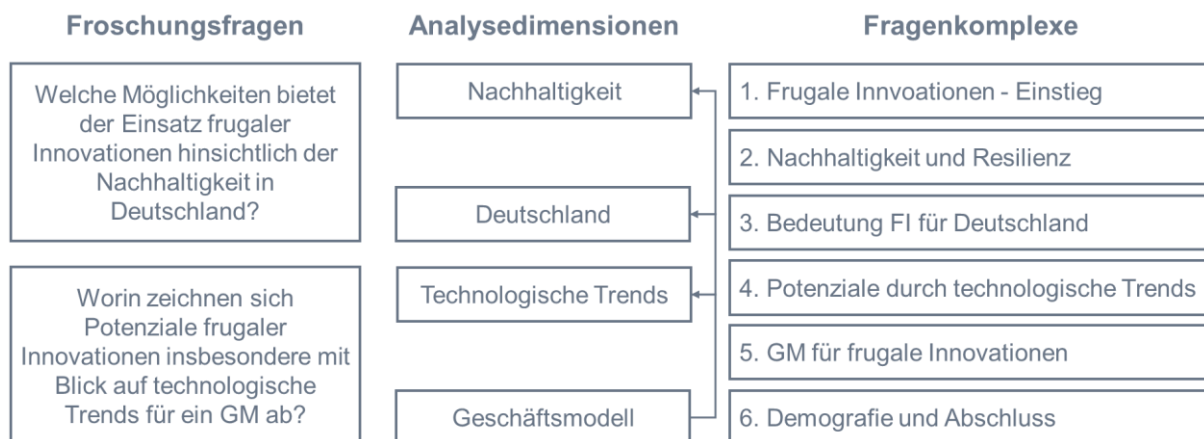 Froschungsfragen
Welche Möglichkeiten bietet
der Einsatz frugaler
Innovationen hinsichtlich der
Nachhaltigkeit in
Deutschland?
Worin zeichnen sich
Potenziale frugaler
Innovationen insbesondere mit
Blick auf technologische
Trends für ein GM ab?
Analysedimensionen
Nachhaltigkeit
Deutschland
Technologische Trends
Geschäftsmodell
Fragenkomplexe
1. Frugale Innvoationen - Einstieg
2. Nachhaltigkeit und Resilienz
3. Bedeutung FI für Deutschland
4. Potenziale durch technologische Trends
5. GM für frugale Innovationen
6. Demografie und Abschluss